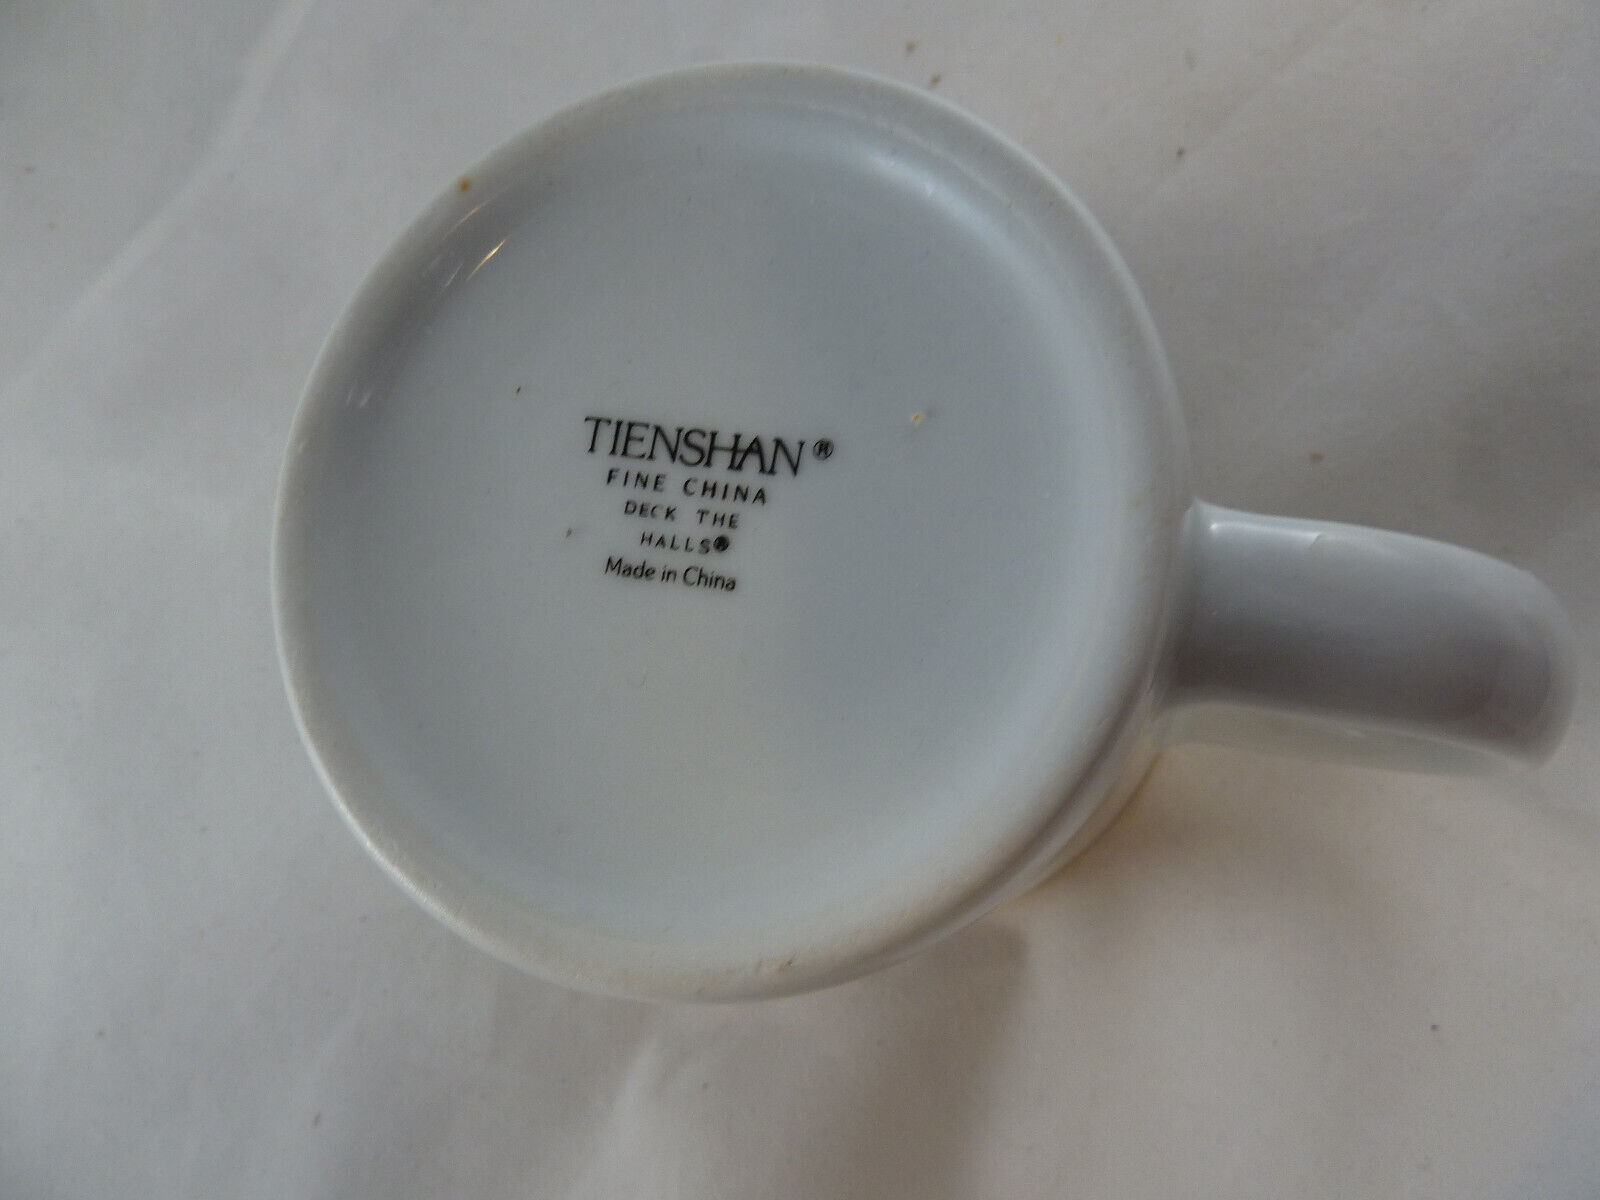 TIENSHAN®
FINE CHINA
DECK THE
HALLS®
Made in China